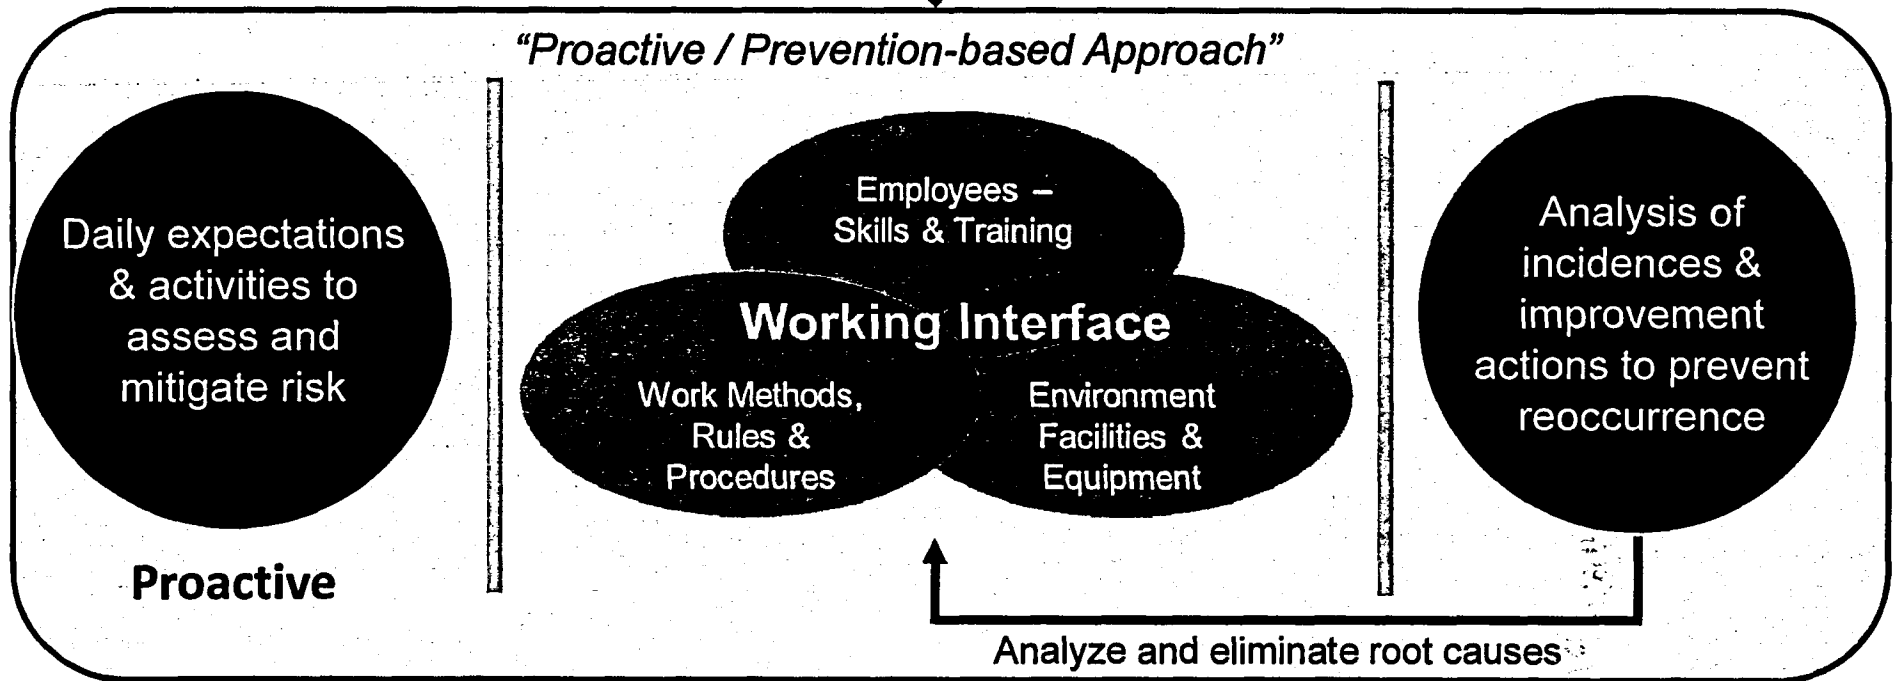 “Proactive / Prevention-based Approach”
Daily expectations
& activities to
assess and
mitigate risk
Proactive
Employees –
Skills & Training
Working Interface
Work Methods,
Rules &
Procedures
Environment
Facilities &
Equipment
Analysis of
incidences &
improvement
actions to prevent
reoccurrence
Analyze and eliminate root causes